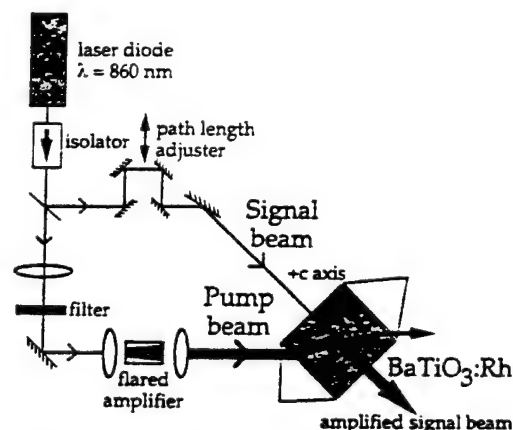 laser diode
λ = 860 nm
isolator
path length
adjuster
Signal
beam
+c axis
Pump
beam
filter
flared
amplifier
BaTiO₃:Rh
amplified signal beam